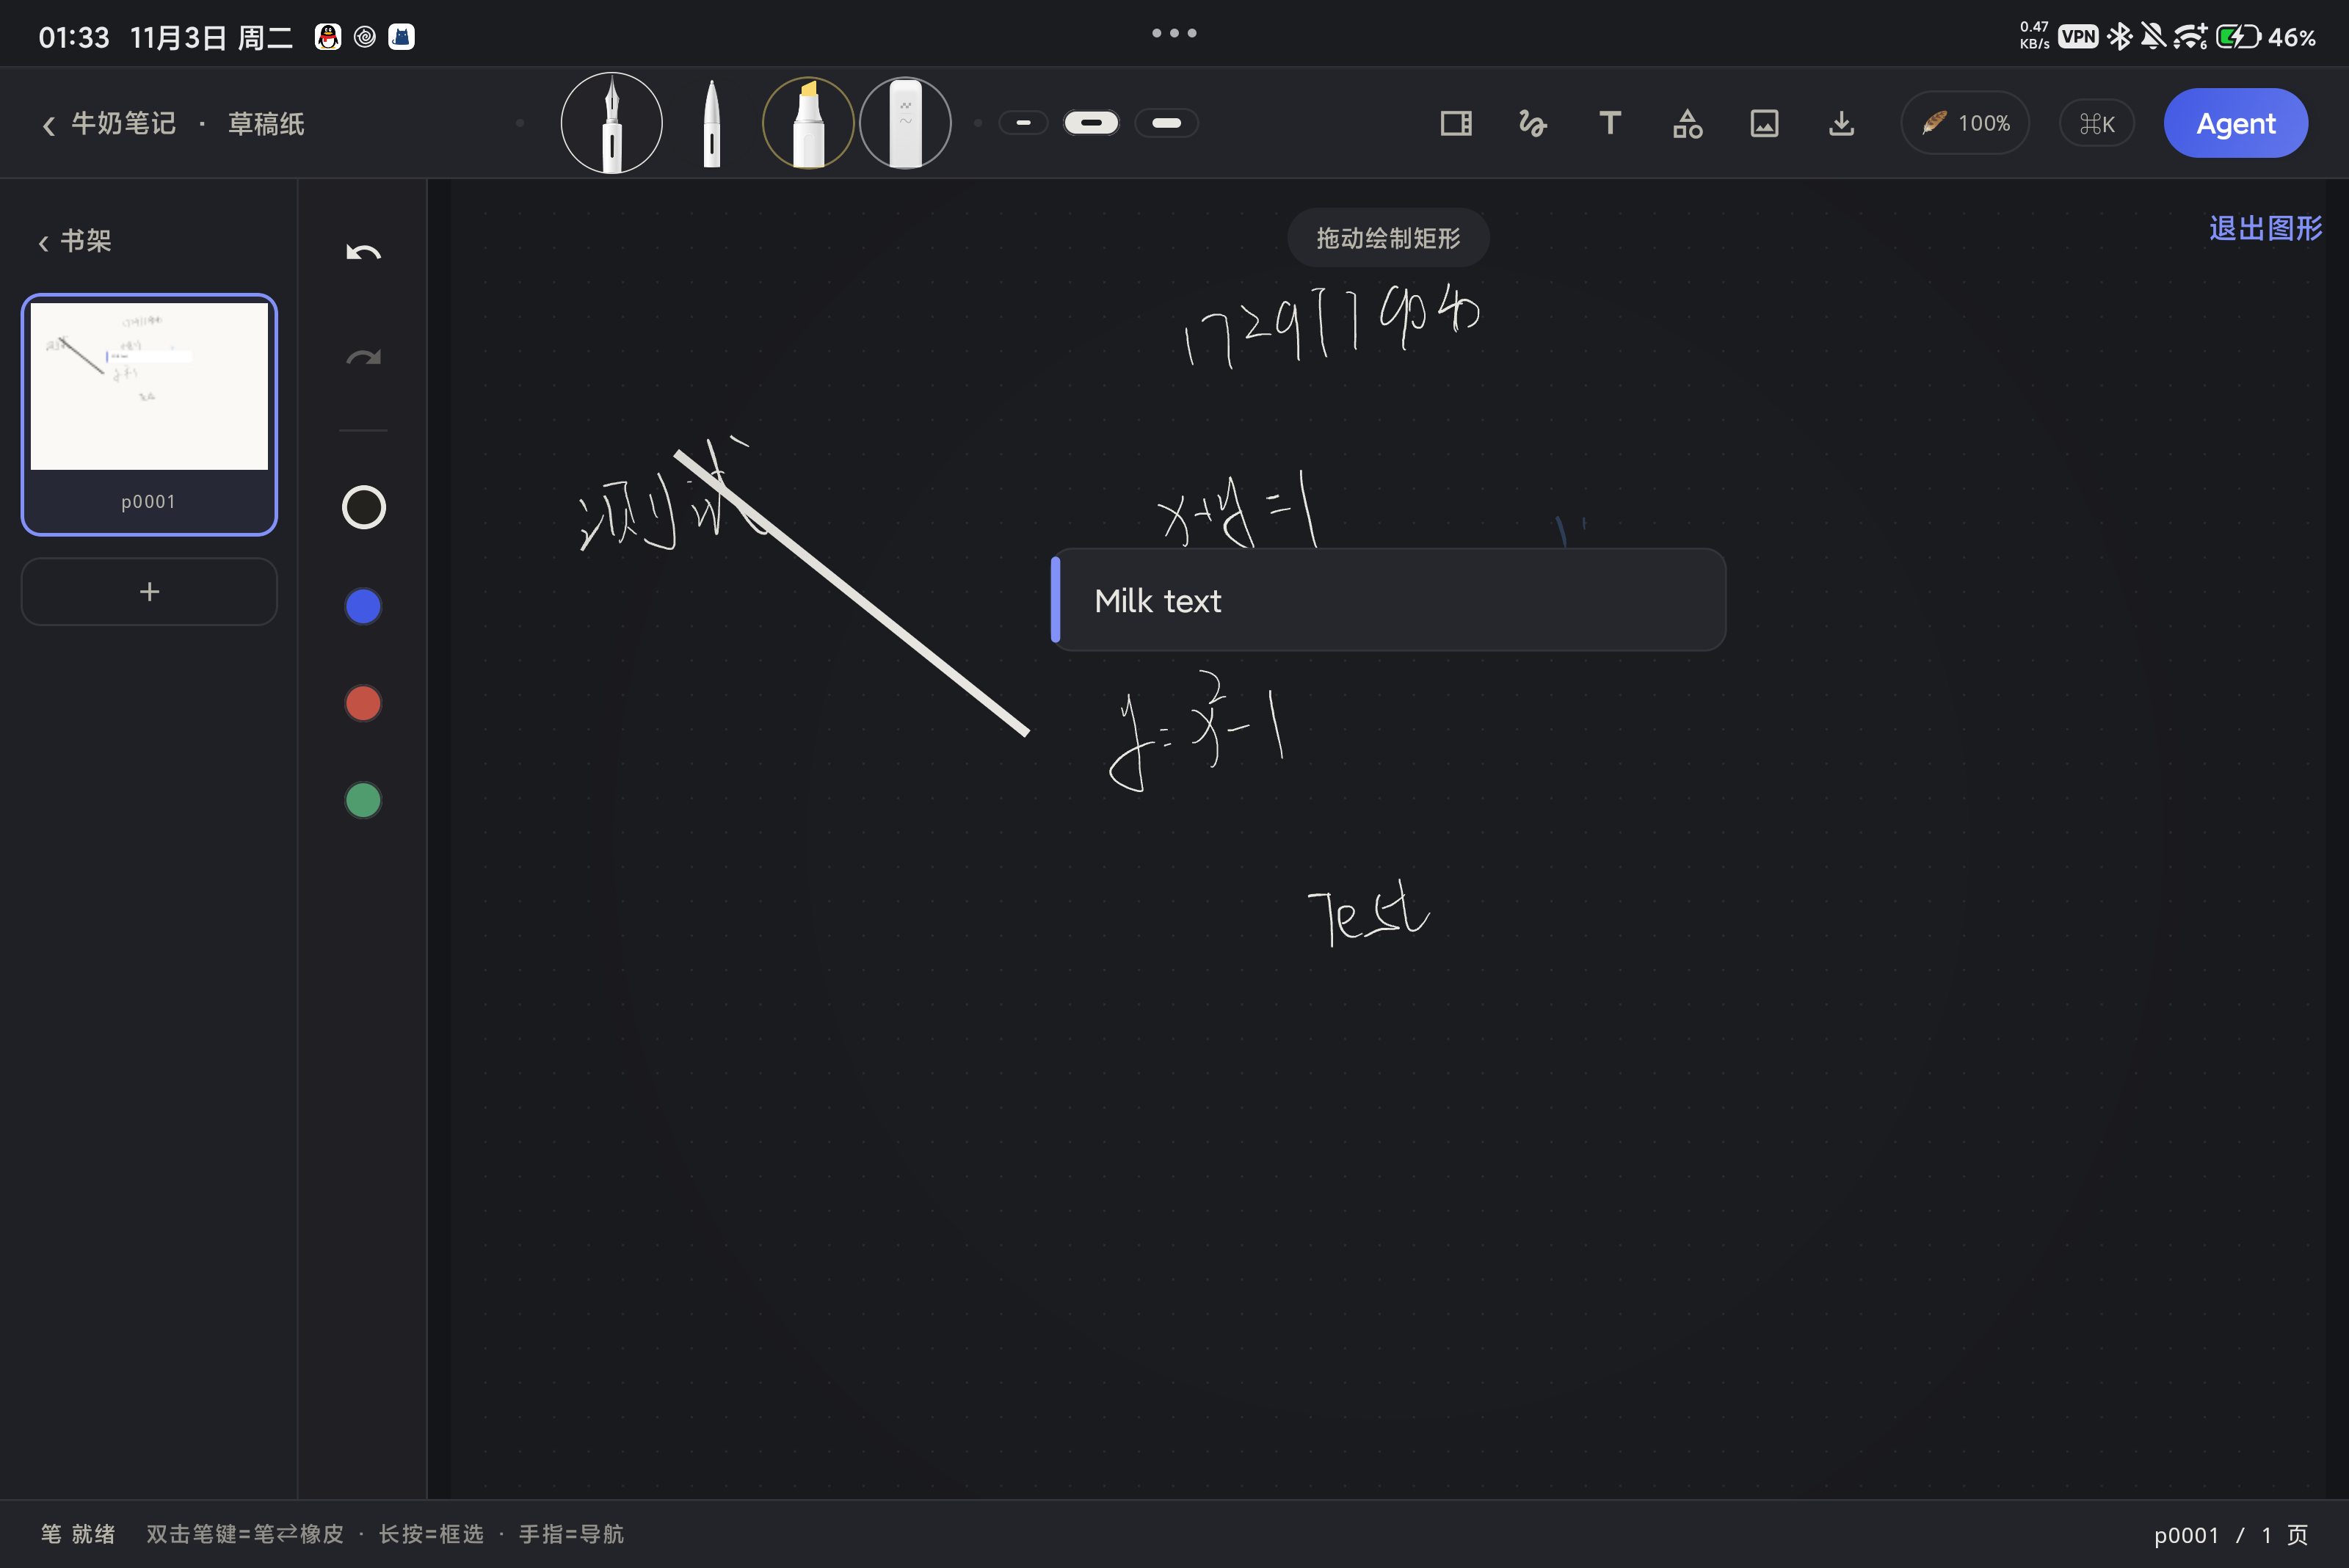 01:33 11月3日 周二
0.47 KB/s VPN 6 46%
牛奶笔记 · 草稿纸
100% ⌘K Agent
书架
拖动绘制矩形
退出图形
测试
x+y=1
Milk text
p0001
+
y=x²-1
Test
笔 就绪 双击笔键=笔⇄橡皮 · 长按=框选 · 手指=导航
p0001 / 1 页